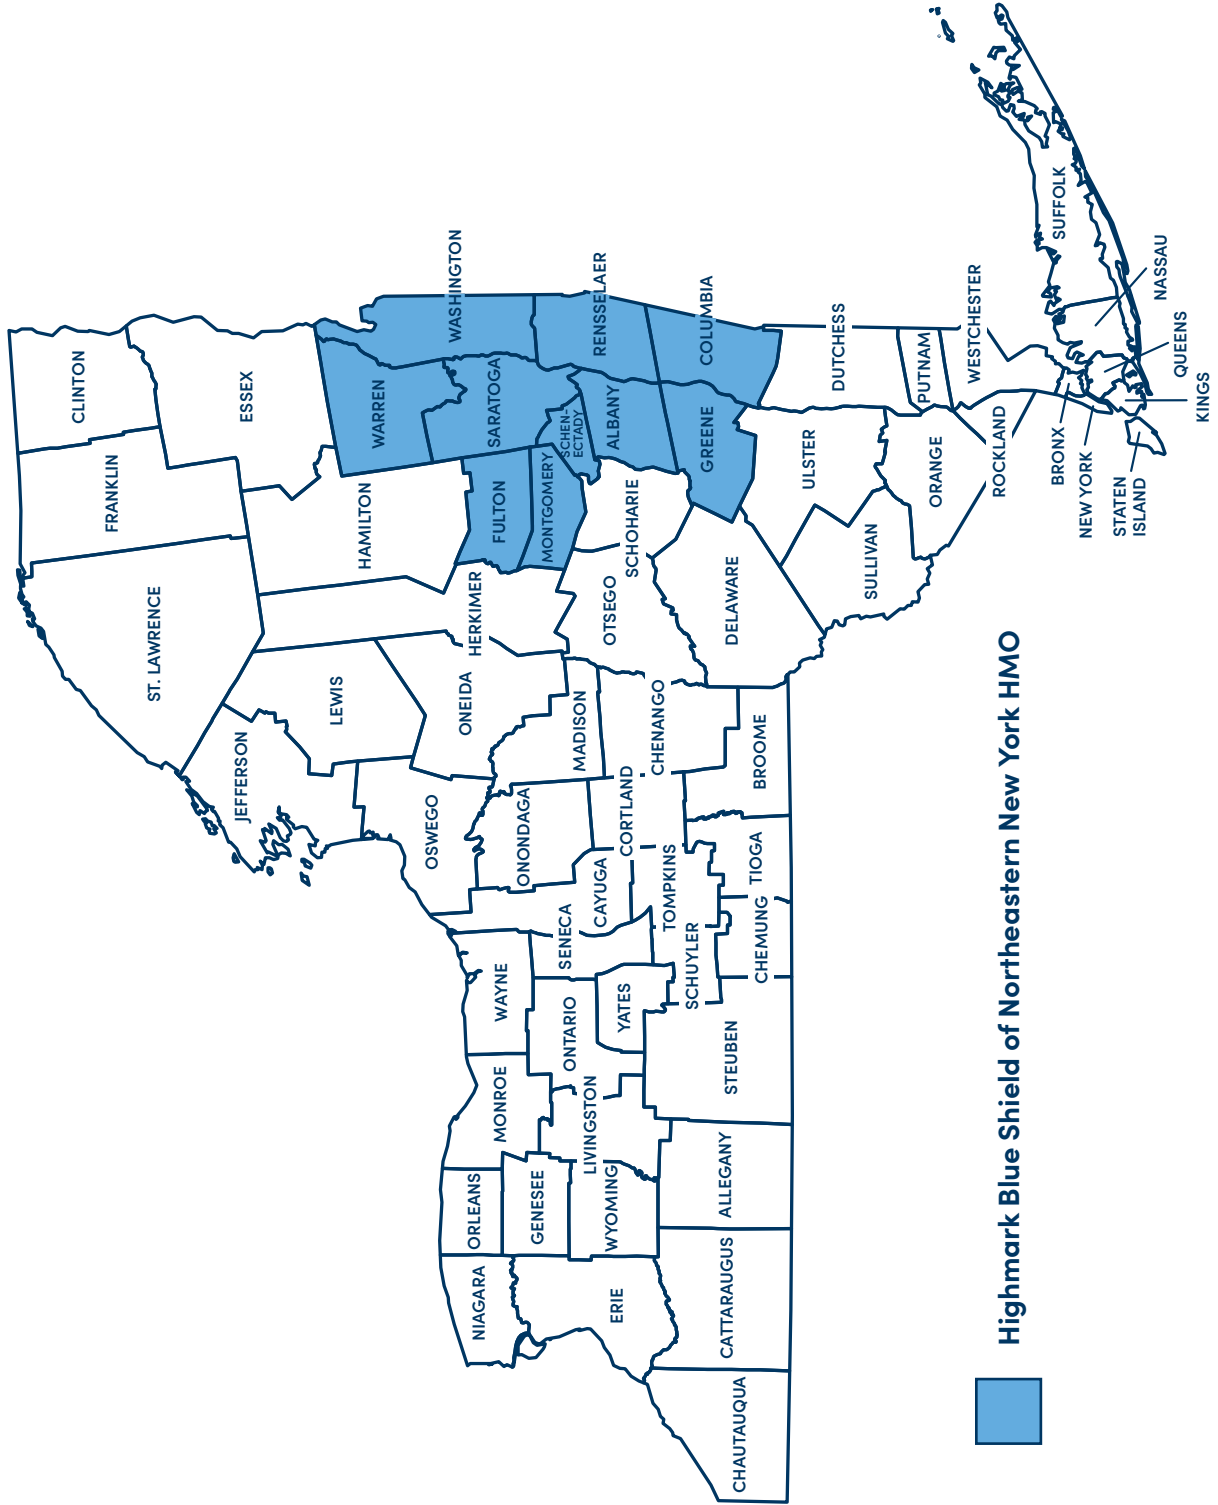 CLINTON
FRANKLIN
ST. LAWRENCE
ESSEX
JEFFERSON
LEWIS
HAMILTON
WARREN
WASHINGTON
HERKIMER
ONEIDA
OSWEGO
FULTON
SARATOGA
MONTGOMERY
SCHEN-
ECTADY
RENSSELAER
ALBANY
SCHOHARIE
OTSEGO
MADISON
ONONDAGA
CAYUGA
SENECA
WAYNE
ONTARIO
MONROE
ORLEANS
NIAGARA
GENESEE
WYOMING
LIVINGSTON
ERIE
YATES
CORTLAND
CHENANGO
TOMPKINS
SCHUYLER
COLUMBIA
GREENE
DELAWARE
BROOME
TIOGA
CHEMUNG
STEUBEN
ALLEGANY
CATTARAUGUS
CHAUTAUQUA
ULSTER
DUTCHESS
SULLIVAN
ORANGE
PUTNAM
WESTCHESTER
ROCKLAND
SUFFOLK
NASSAU
QUEENS
KINGS
BRONX
NEW YORK
STATEN
ISLAND
Highmark Blue Shield of Northeastern New York HMO